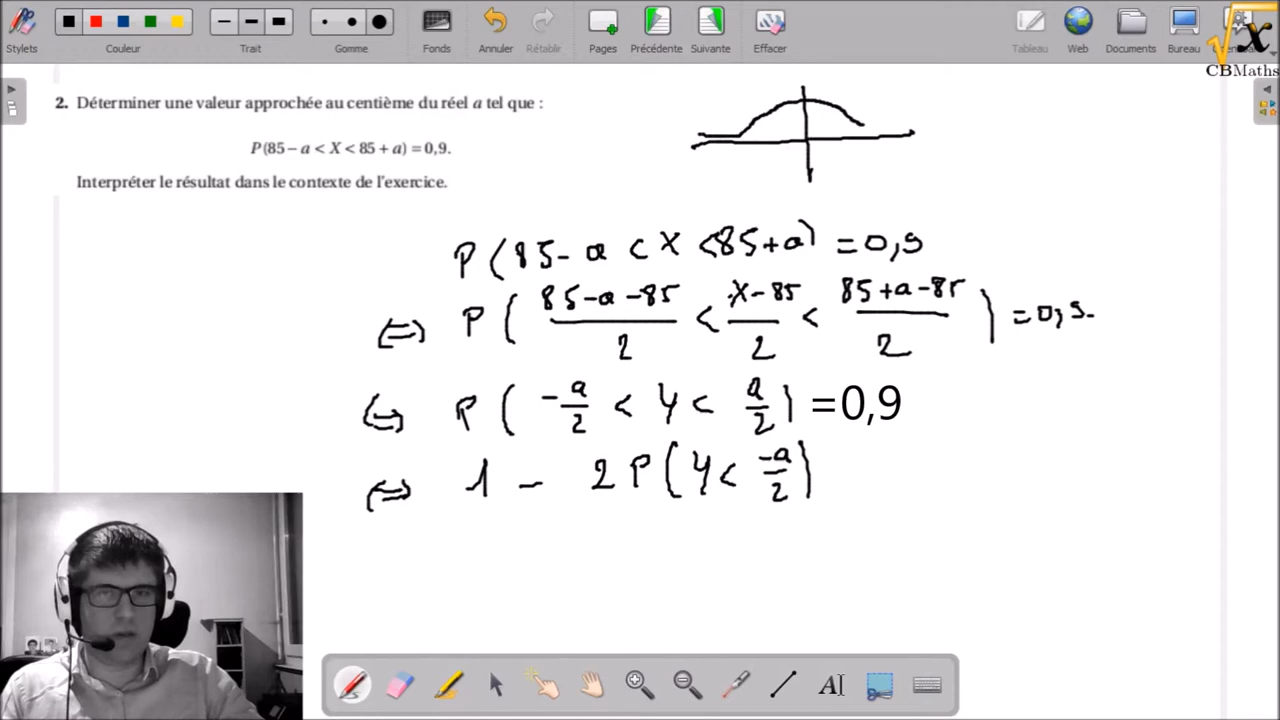 Stylets Couleur Trait Gomme Fonds Annuler Rétablir Pages Précédente Suivante Effacer Tableau Web Documents Bureau
CBMaths
2. Déterminer une valeur approchée au centième du réel a tel que :
P(85 − a < X < 85 + a) = 0,9.
Interpréter le résultat dans le contexte de l'exercice.
P(85-a < X < 85+a) = 0,9
⇔ P( (85-a-85)/2 < (X-85)/2 < (85+a-85)/2 ) = 0,9.
⇔ P( -a/2 < Y < a/2 ) =0,9
⇔ 1 - 2P( Y < -a/2 )
AI